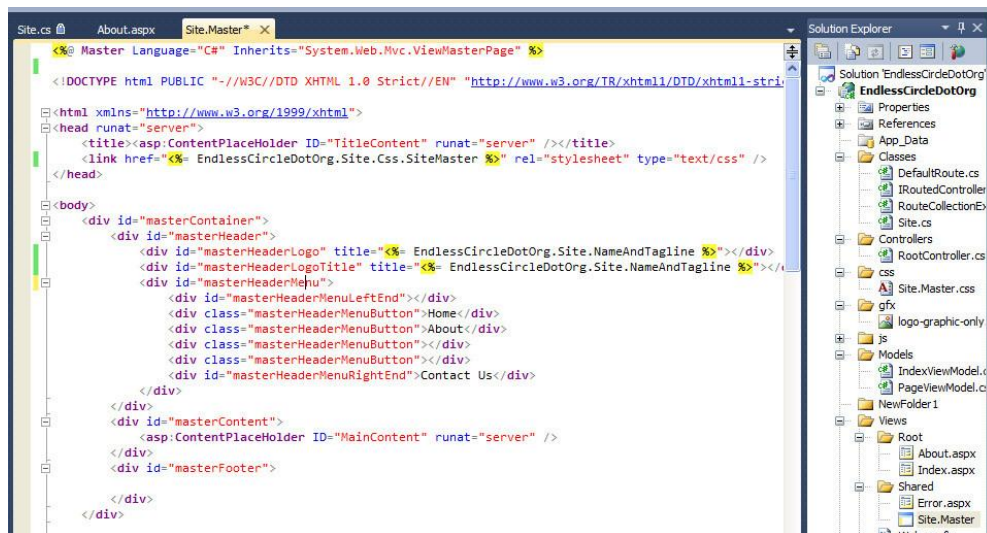 Site.cs About.aspx Site.Master* X
<%@ Master Language="C#" Inherits="System.Web.Mvc.ViewMasterPage" %>
<!DOCTYPE html PUBLIC "-//W3C//DTD XHTML 1.0 Strict//EN" "http://www.w3.org/TR/xhtml1/DTD/xhtml1-stri
<html xmlns="http://www.w3.org/1999/xhtml">
<head runat="server">
<title><asp:ContentPlaceHolder ID="TitleContent" runat="server" /></title>
<link href="<%= EndlessCircleDotOrg.Site.Css.SiteMaster %>" rel="stylesheet" type="text/css" />
</head>
<body>
<div id="masterContainer">
<div id="masterHeader">
<div id="masterHeaderLogo" title="<%= EndlessCircleDotOrg.Site.NameAndTagline %>"></div>
<div id="masterHeaderLogoTitle" title="<%= EndlessCircleDotOrg.Site.NameAndTagline %>"></
<div id="masterHeaderMenu">
<div id="masterHeaderMenuLeftEnd"></div>
<div class="masterHeaderMenuButton">Home</div>
<div class="masterHeaderMenuButton">About</div>
<div class="masterHeaderMenuButton"></div>
<div class="masterHeaderMenuButton"></div>
<div id="masterHeaderMenuRightEnd">Contact Us</div>
</div>
</div>
<div id="masterContent">
<asp:ContentPlaceHolder ID="MainContent" runat="server" />
</div>
<div id="masterFooter">
</div>
</div>
Solution Explorer
Solution 'EndlessCircleDotOrg'
EndlessCircleDotOrg
Properties
References
App_Data
Classes
DefaultRoute.cs
IRoutedController
RouteCollectionEx
Site.cs
Controllers
RootController.cs
css
Site.Master.css
gfx
logo-graphic-only
js
Models
IndexViewModel.c
PageViewModel.cs
NewFolder1
Views
Root
About.aspx
Index.aspx
Shared
Error.aspx
Site.Master